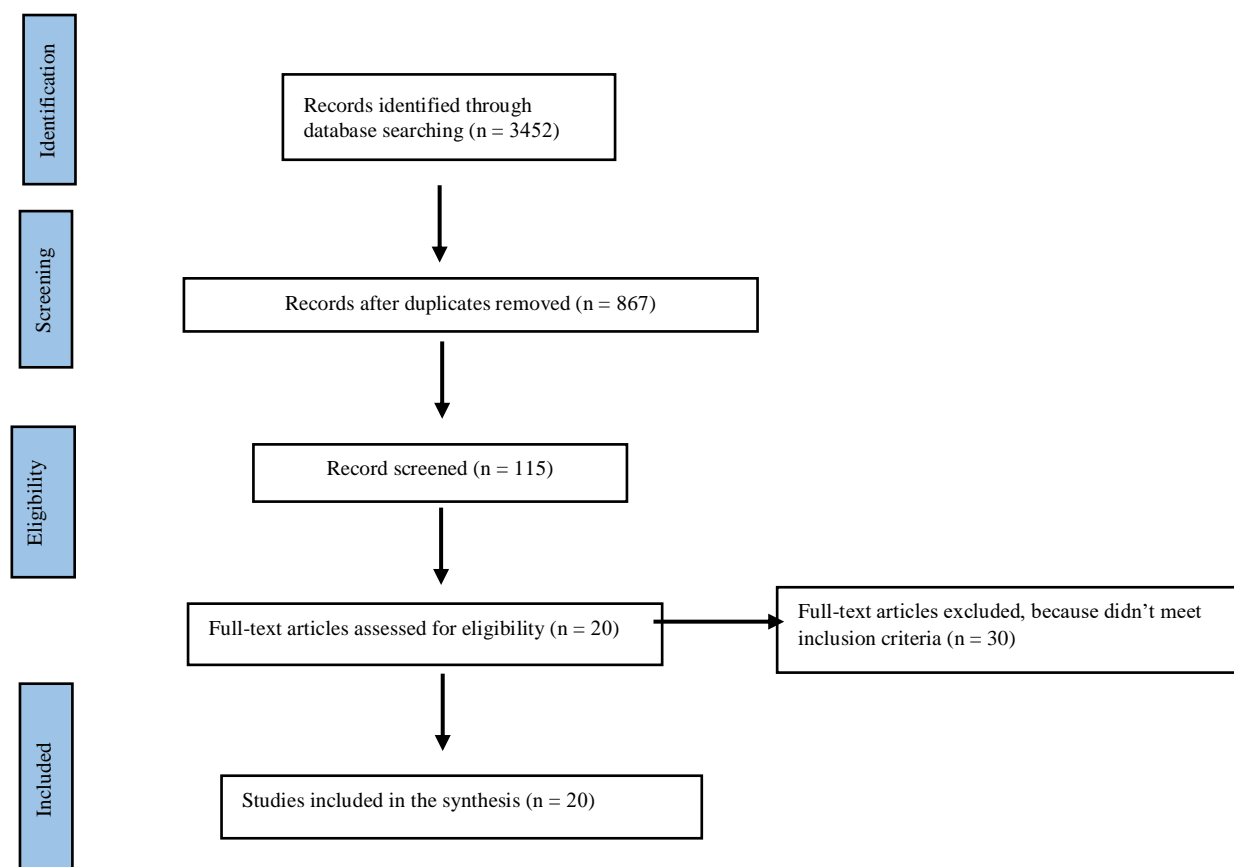 Identification
Records identified through
database searching (n = 3452)
Screening
Records after duplicates removed (n = 867)
Eligibility
Record screened (n = 115)
Full-text articles assessed for eligibility (n = 20)
Full-text articles excluded, because didn’t meet
inclusion criteria (n = 30)
Included
Studies included in the synthesis (n = 20)